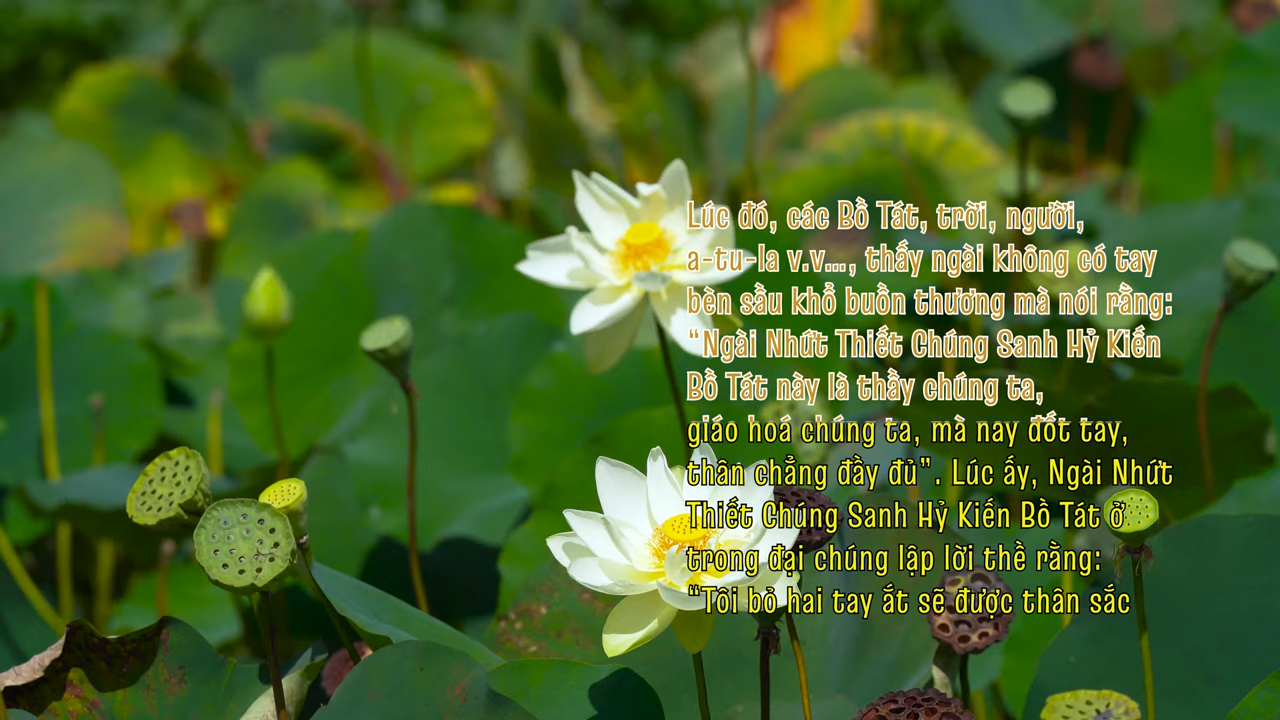 Lúc đó, các Bồ Tát, trời, người,
a-tu-la v.v..., thấy ngài không có tay
bèn sầu khổ buồn thương mà nói rằng:
“Ngài Nhứt Thiết Chúng Sanh Hỷ Kiến
Bồ Tát này là thầy chúng ta,
giáo hoá chúng ta, mà nay đốt tay,
thân chẳng đầy đủ”. Lúc ấy, Ngài Nhứt
Thiết Chúng Sanh Hỷ Kiến Bồ Tát ở
trong đại chúng lập lời thề rằng:
“Tôi bỏ hai tay ắt sẽ được thân sắc